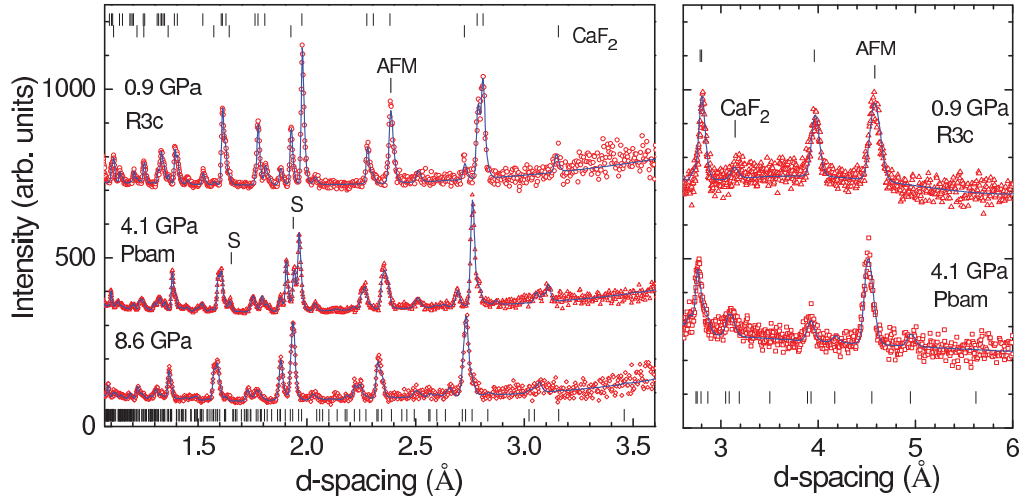 CaF2
AFM
1000
0.9 GPa
R3c
S
4.1 GPa
Pbam
S
500
8.6 GPa
0
1.5
2.0
2.5
3.0
3.5
Intensity (arb. units)
d-spacing (Å)
AFM
CaF2
0.9 GPa
R3c
4.1 GPa
Pbam
3
4
5
6
d-spacing (Å)